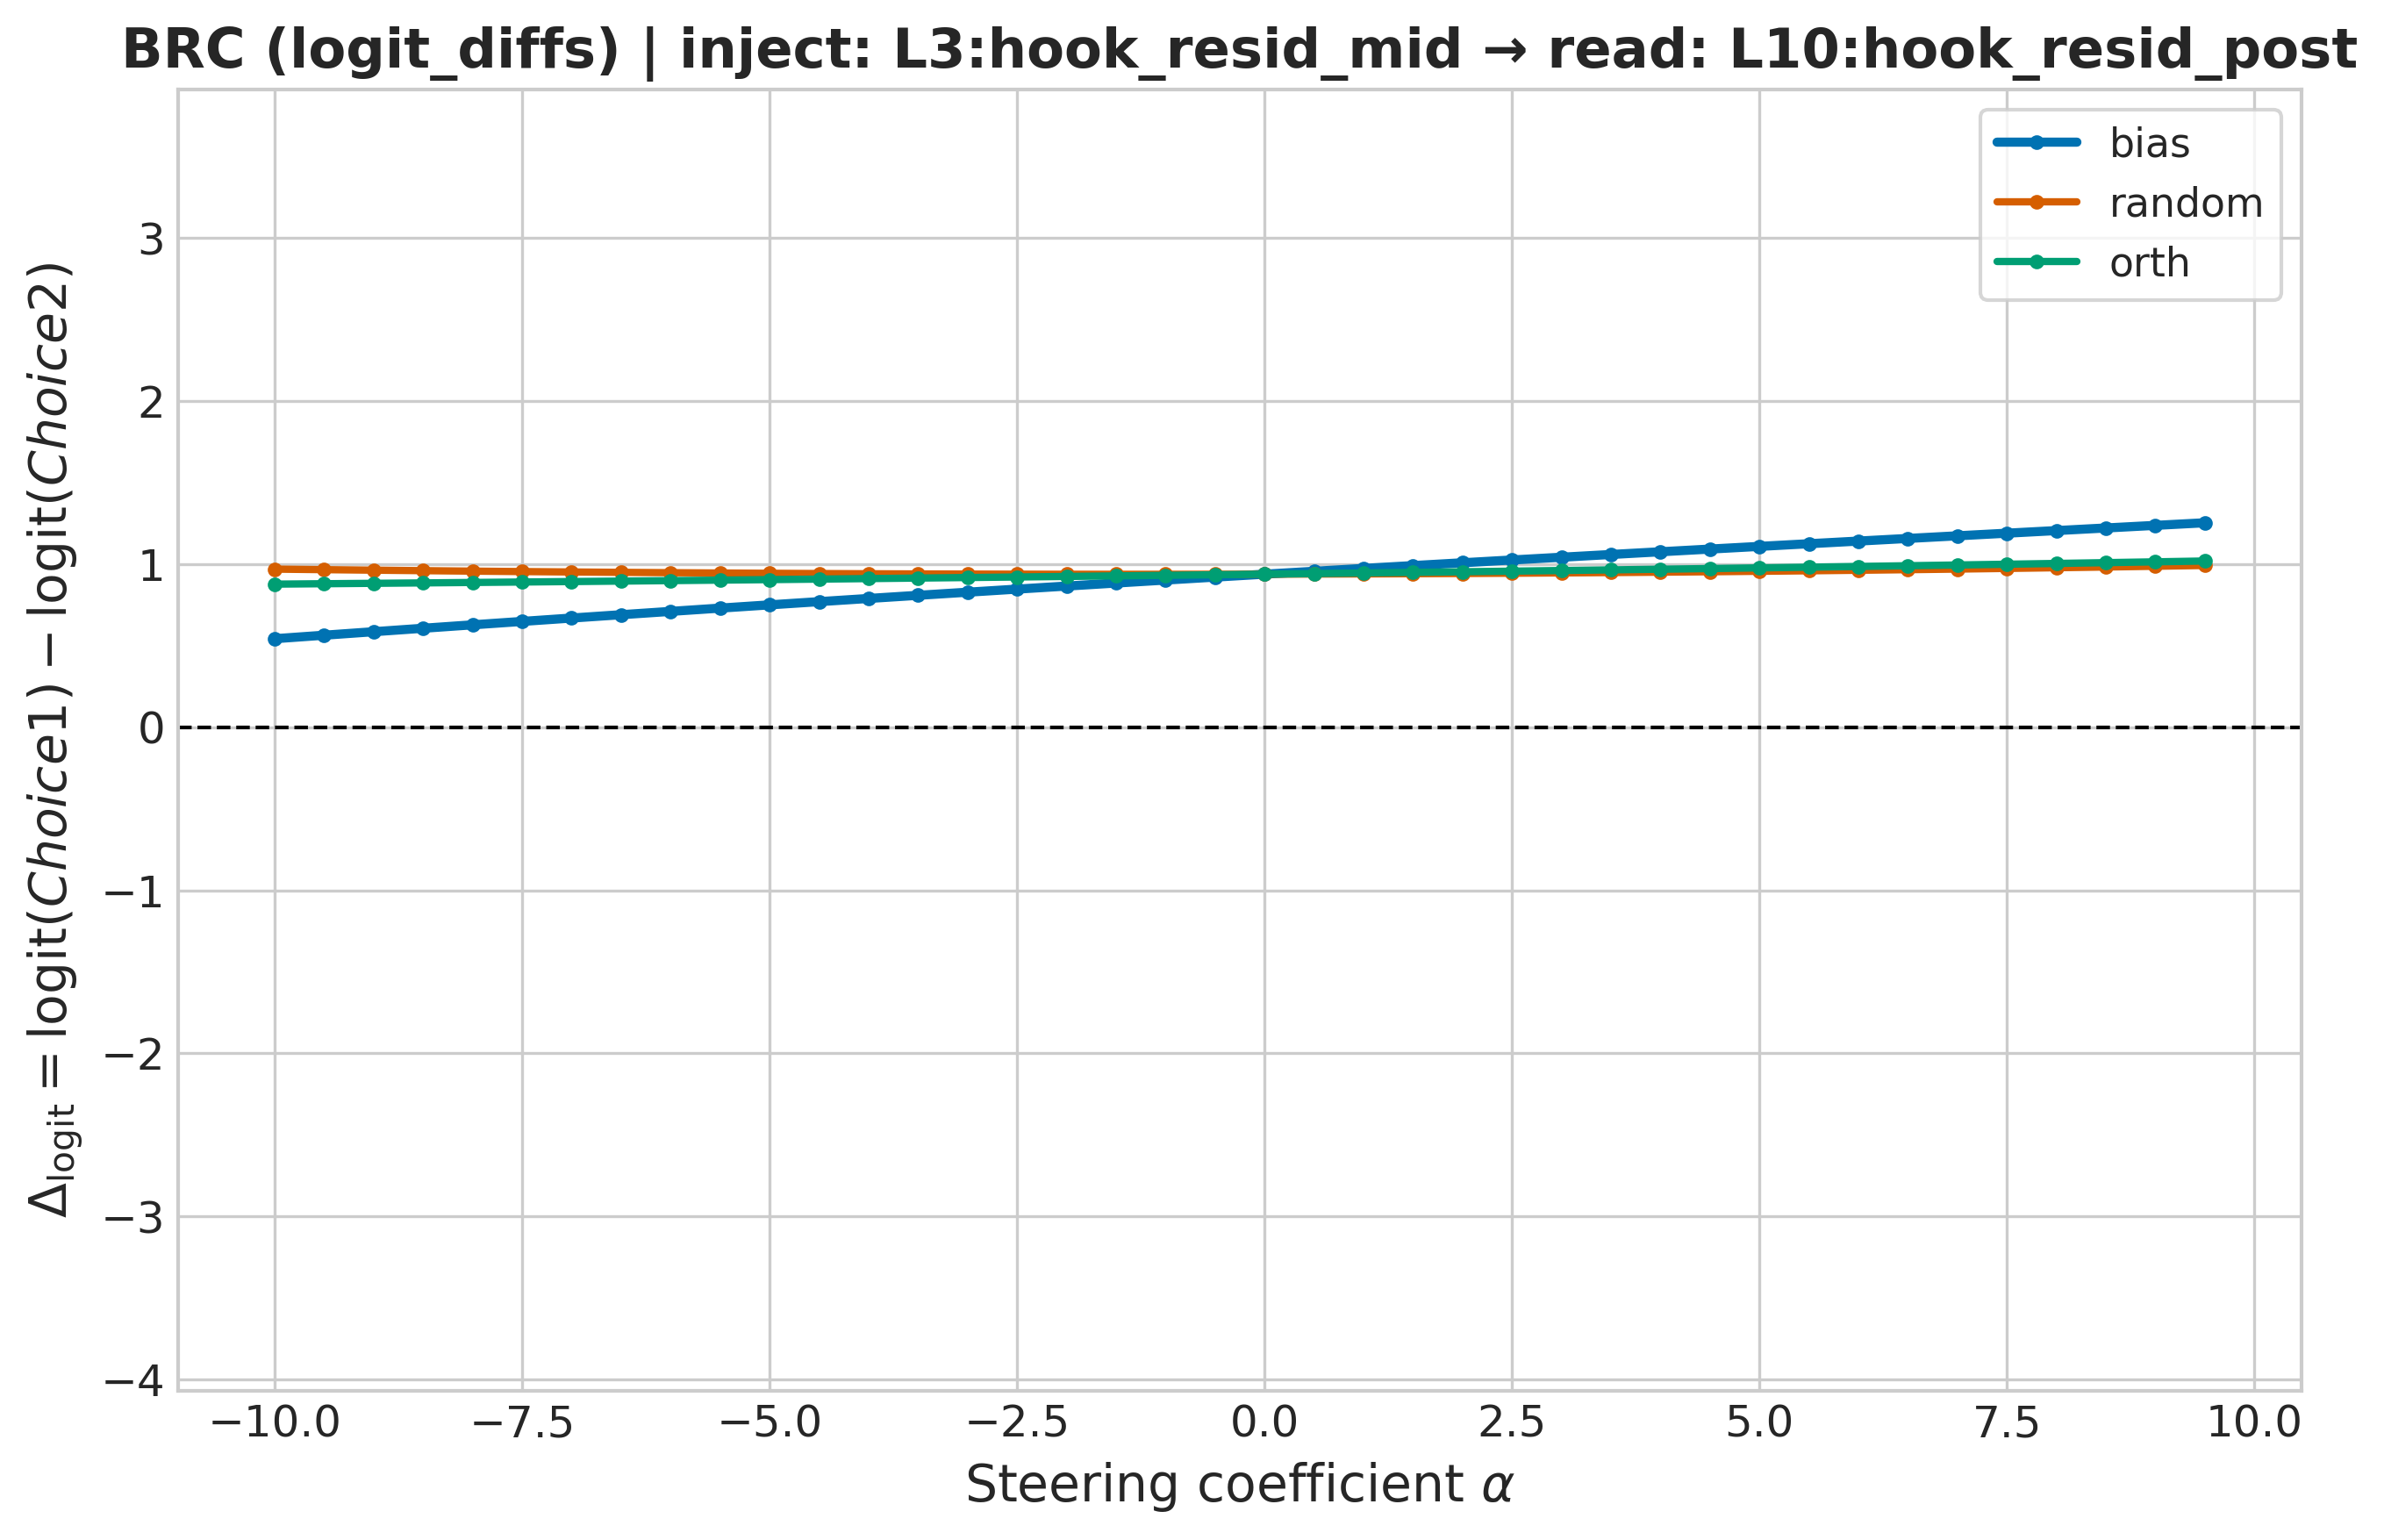 BRC (logit_diffs) | inject: L3:hook_resid_mid → read: L10:hook_resid_post
Δlogit = logit(Choice1) − logit(Choice2)
3
2
1
0
−1
−2
−3
−4
bias
random
orth
−10.0 −7.5 −5.0 −2.5 0.0 2.5 5.0 7.5 10.0
Steering coefficient α